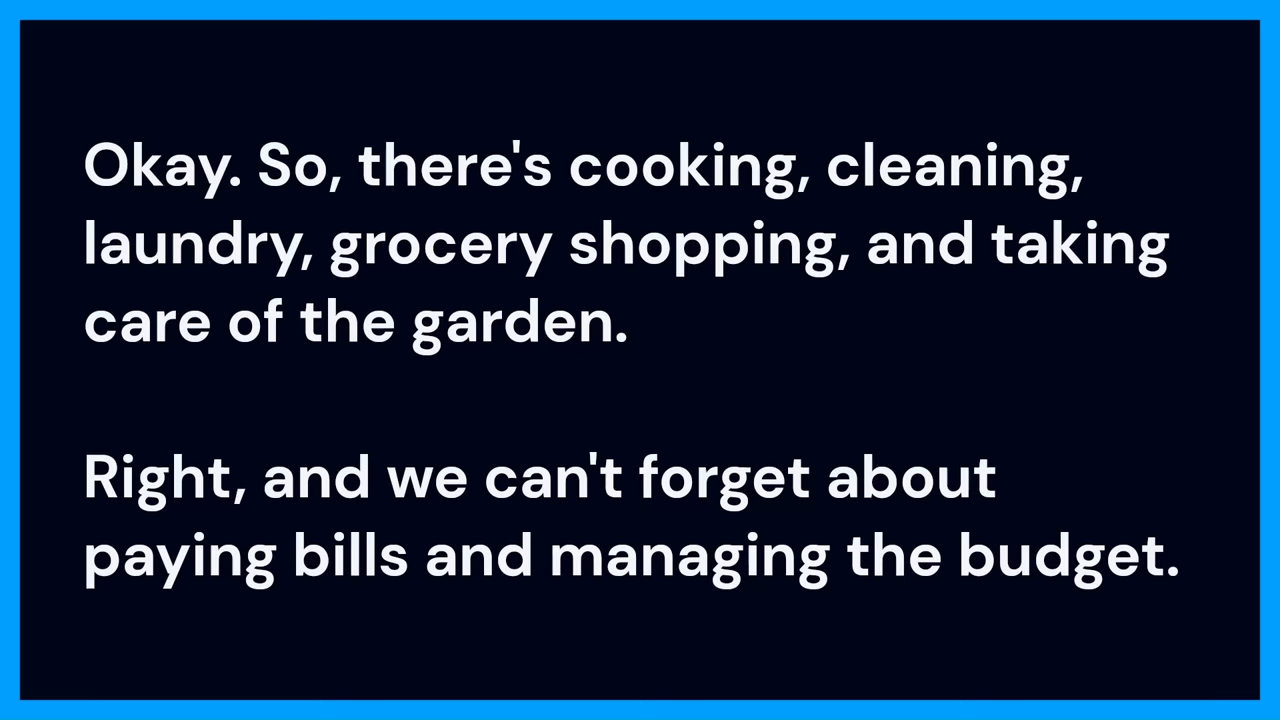 Okay. So, there's cooking, cleaning,
laundry, grocery shopping, and taking
care of the garden.
Right, and we can't forget about
paying bills and managing the budget.